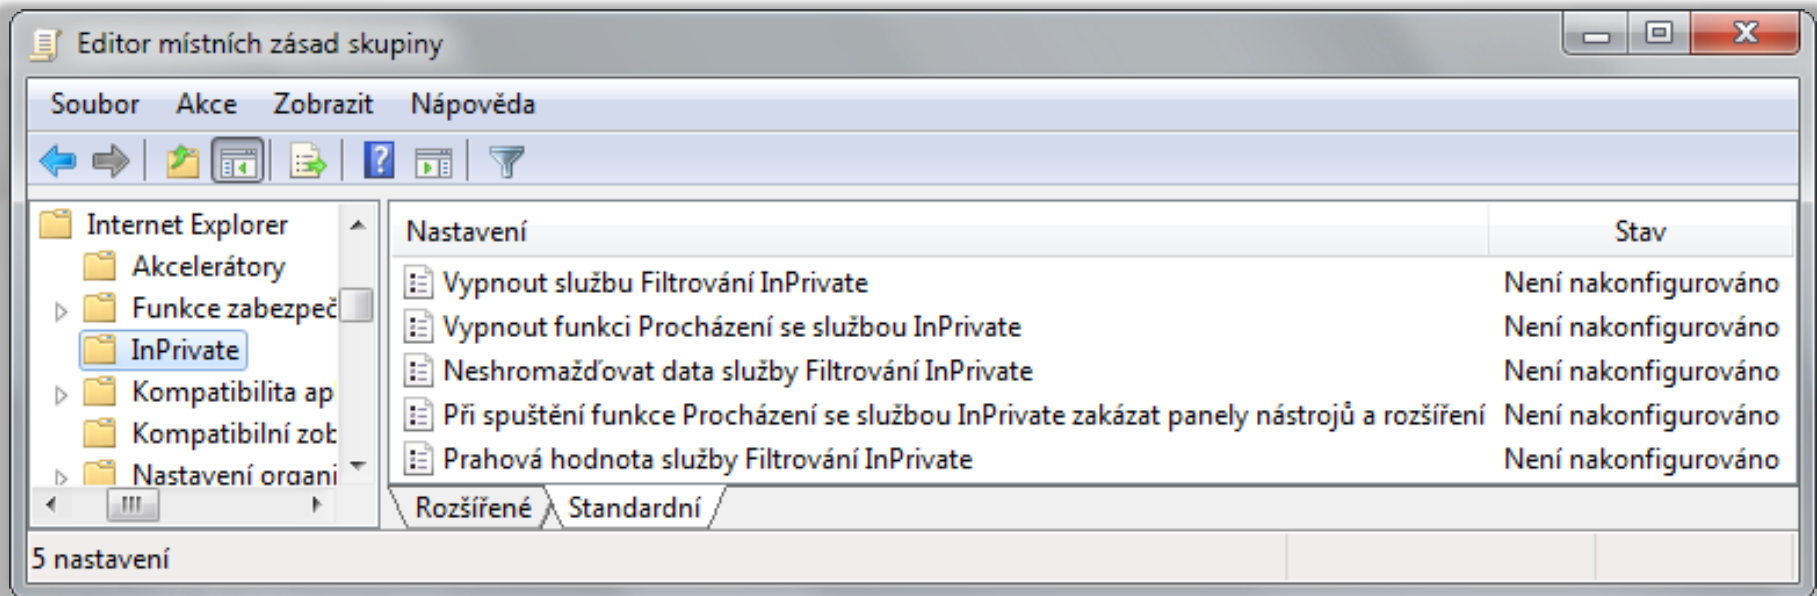 Editor místních zásad skupiny
Soubor Akce Zobrazit Nápověda
Internet Explorer
Akcelerátory
Funkce zabezpeč
InPrivate
Kompatibilita ap
Kompatibilní zob
Nastavení organi
Nastavení Stav
Vypnout službu Filtrování InPrivate Není nakonfigurováno
Vypnout funkci Procházení se službou InPrivate Není nakonfigurováno
Neshromažďovat data služby Filtrování InPrivate Není nakonfigurováno
Při spuštění funkce Procházení se službou InPrivate zakázat panely nástrojů a rozšíření Není nakonfigurováno
Prahová hodnota služby Filtrování InPrivate Není nakonfigurováno
Rozšířené Standardní
5 nastavení